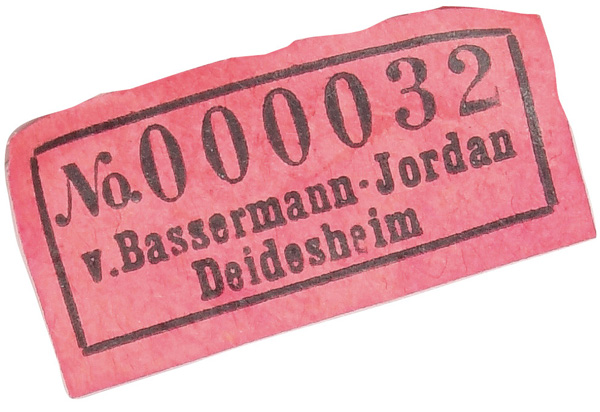 No. 000032
v. Bassermann-Jordan
Deidesheim